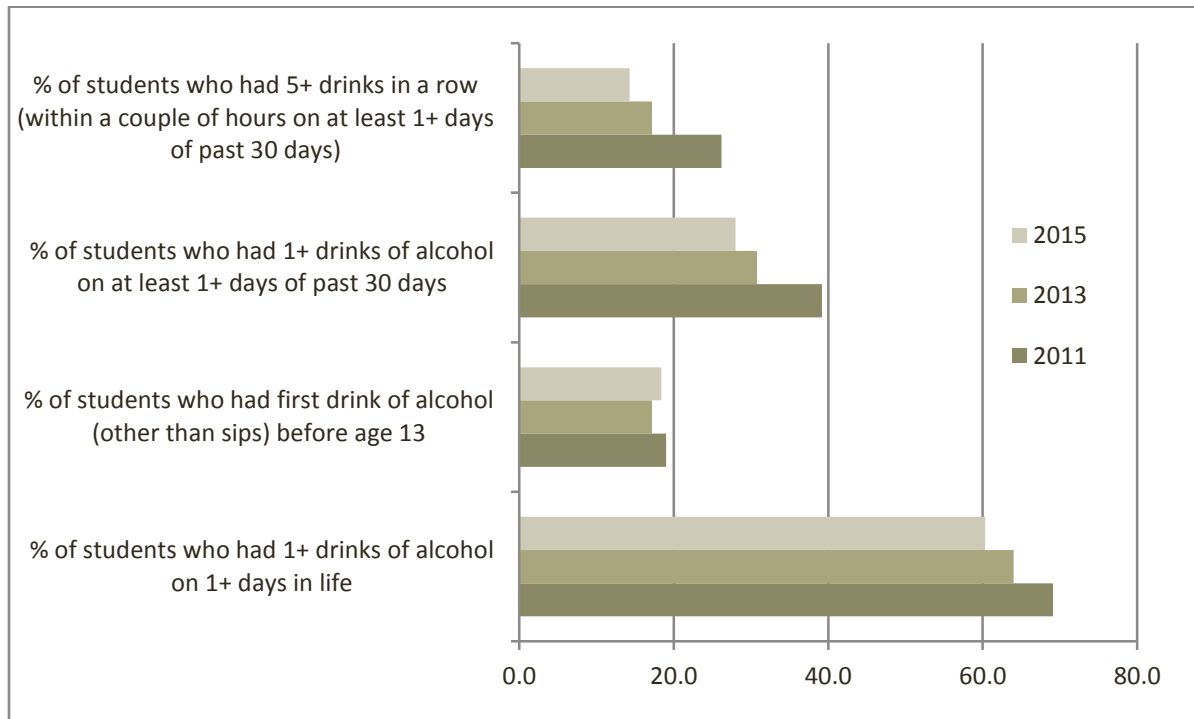 % of students who had 5+ drinks in a row
(within a couple of hours on at least 1+ days
of past 30 days)
% of students who had 1+ drinks of alcohol
on at least 1+ days of past 30 days
% of students who had first drink of alcohol
(other than sips) before age 13
% of students who had 1+ drinks of alcohol
on 1+ days in life
2015
2013
2011
0.0 20.0 40.0 60.0 80.0